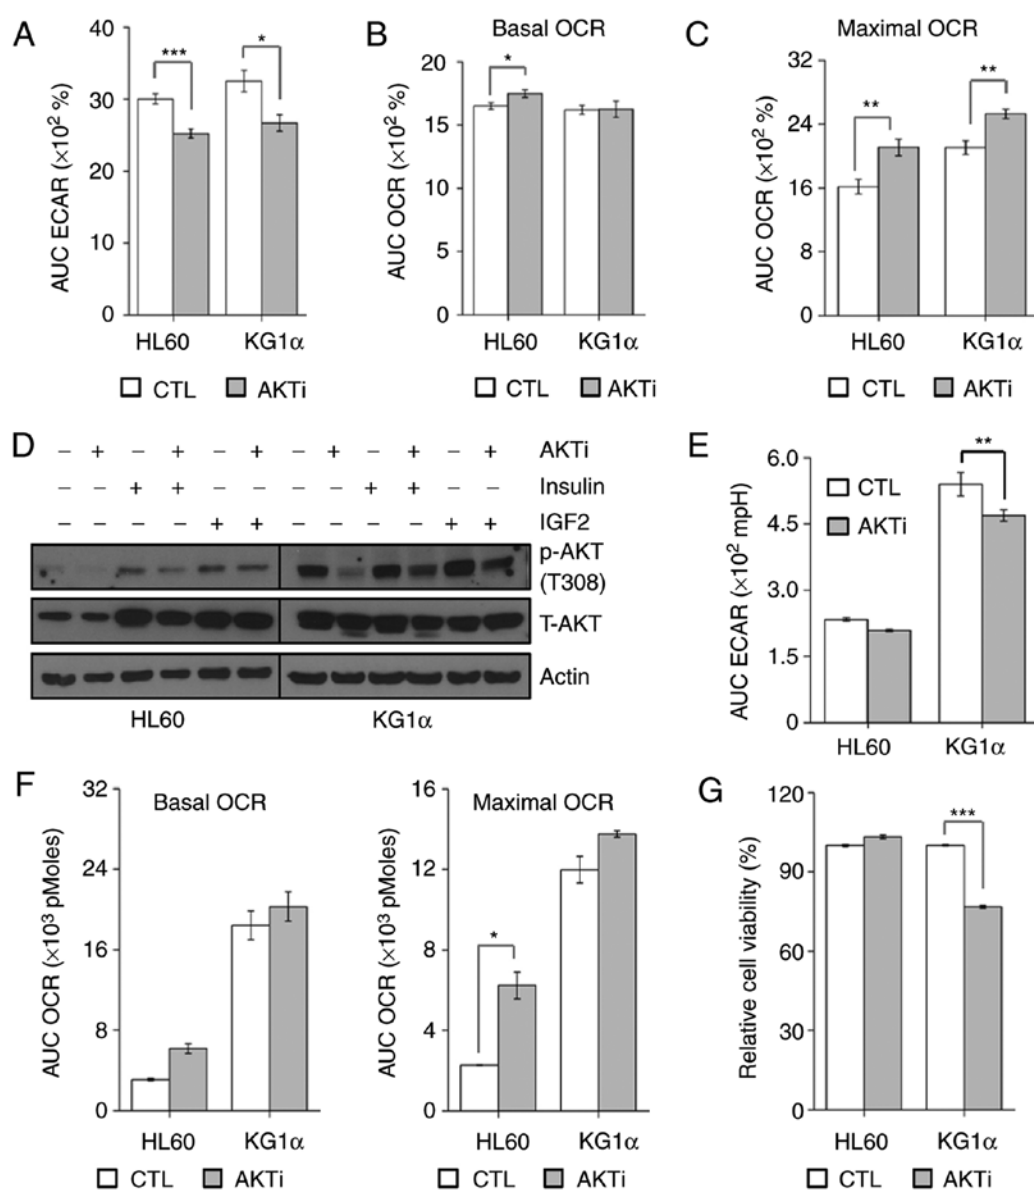 A
AUC ECAR (×10² %)
40
30
20
10
0
***
*
HL60
KG1α
CTL
AKTi
B
Basal OCR
AUC OCR (×10² %)
20
15
10
5
0
*
HL60
KG1α
CTL
AKTi
C
Maximal OCR
AUC OCR (×10² %)
32
24
16
8
0
**
**
HL60
KG1α
CTL
AKTi
D
– + – + – + – + – + – + AKTi
– – + + – – – – + + – – Insulin
– – – – + + – – – – + + IGF2
p-AKT
(T308)
T-AKT
Actin
HL60
KG1α
E
AUC ECAR (×10² mpH)
6.0
4.5
3.0
1.5
0
**
CTL
AKTi
HL60
KG1α
F
Basal OCR
AUC OCR (×10³ pMoles)
32
24
16
8
0
HL60
KG1α
CTL
AKTi
Maximal OCR
AUC OCR (×10³ pMoles)
16
12
8
4
0
*
HL60
KG1α
CTL
AKTi
G
Relative cell viability (%)
120
90
60
30
0
***
HL60
KG1α
CTL
AKTi